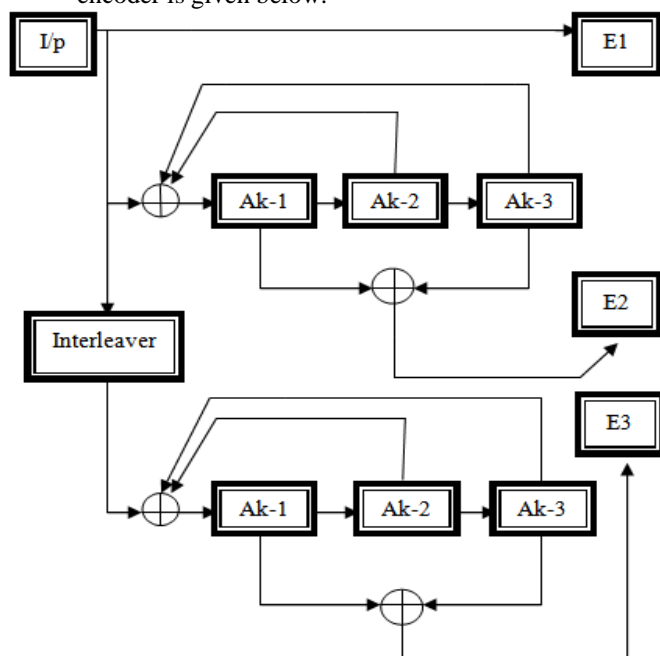 encoder is given below:
I/p
E1
Ak-1
Ak-2
Ak-3
E2
Interleaver
E3
Ak-1
Ak-2
Ak-3